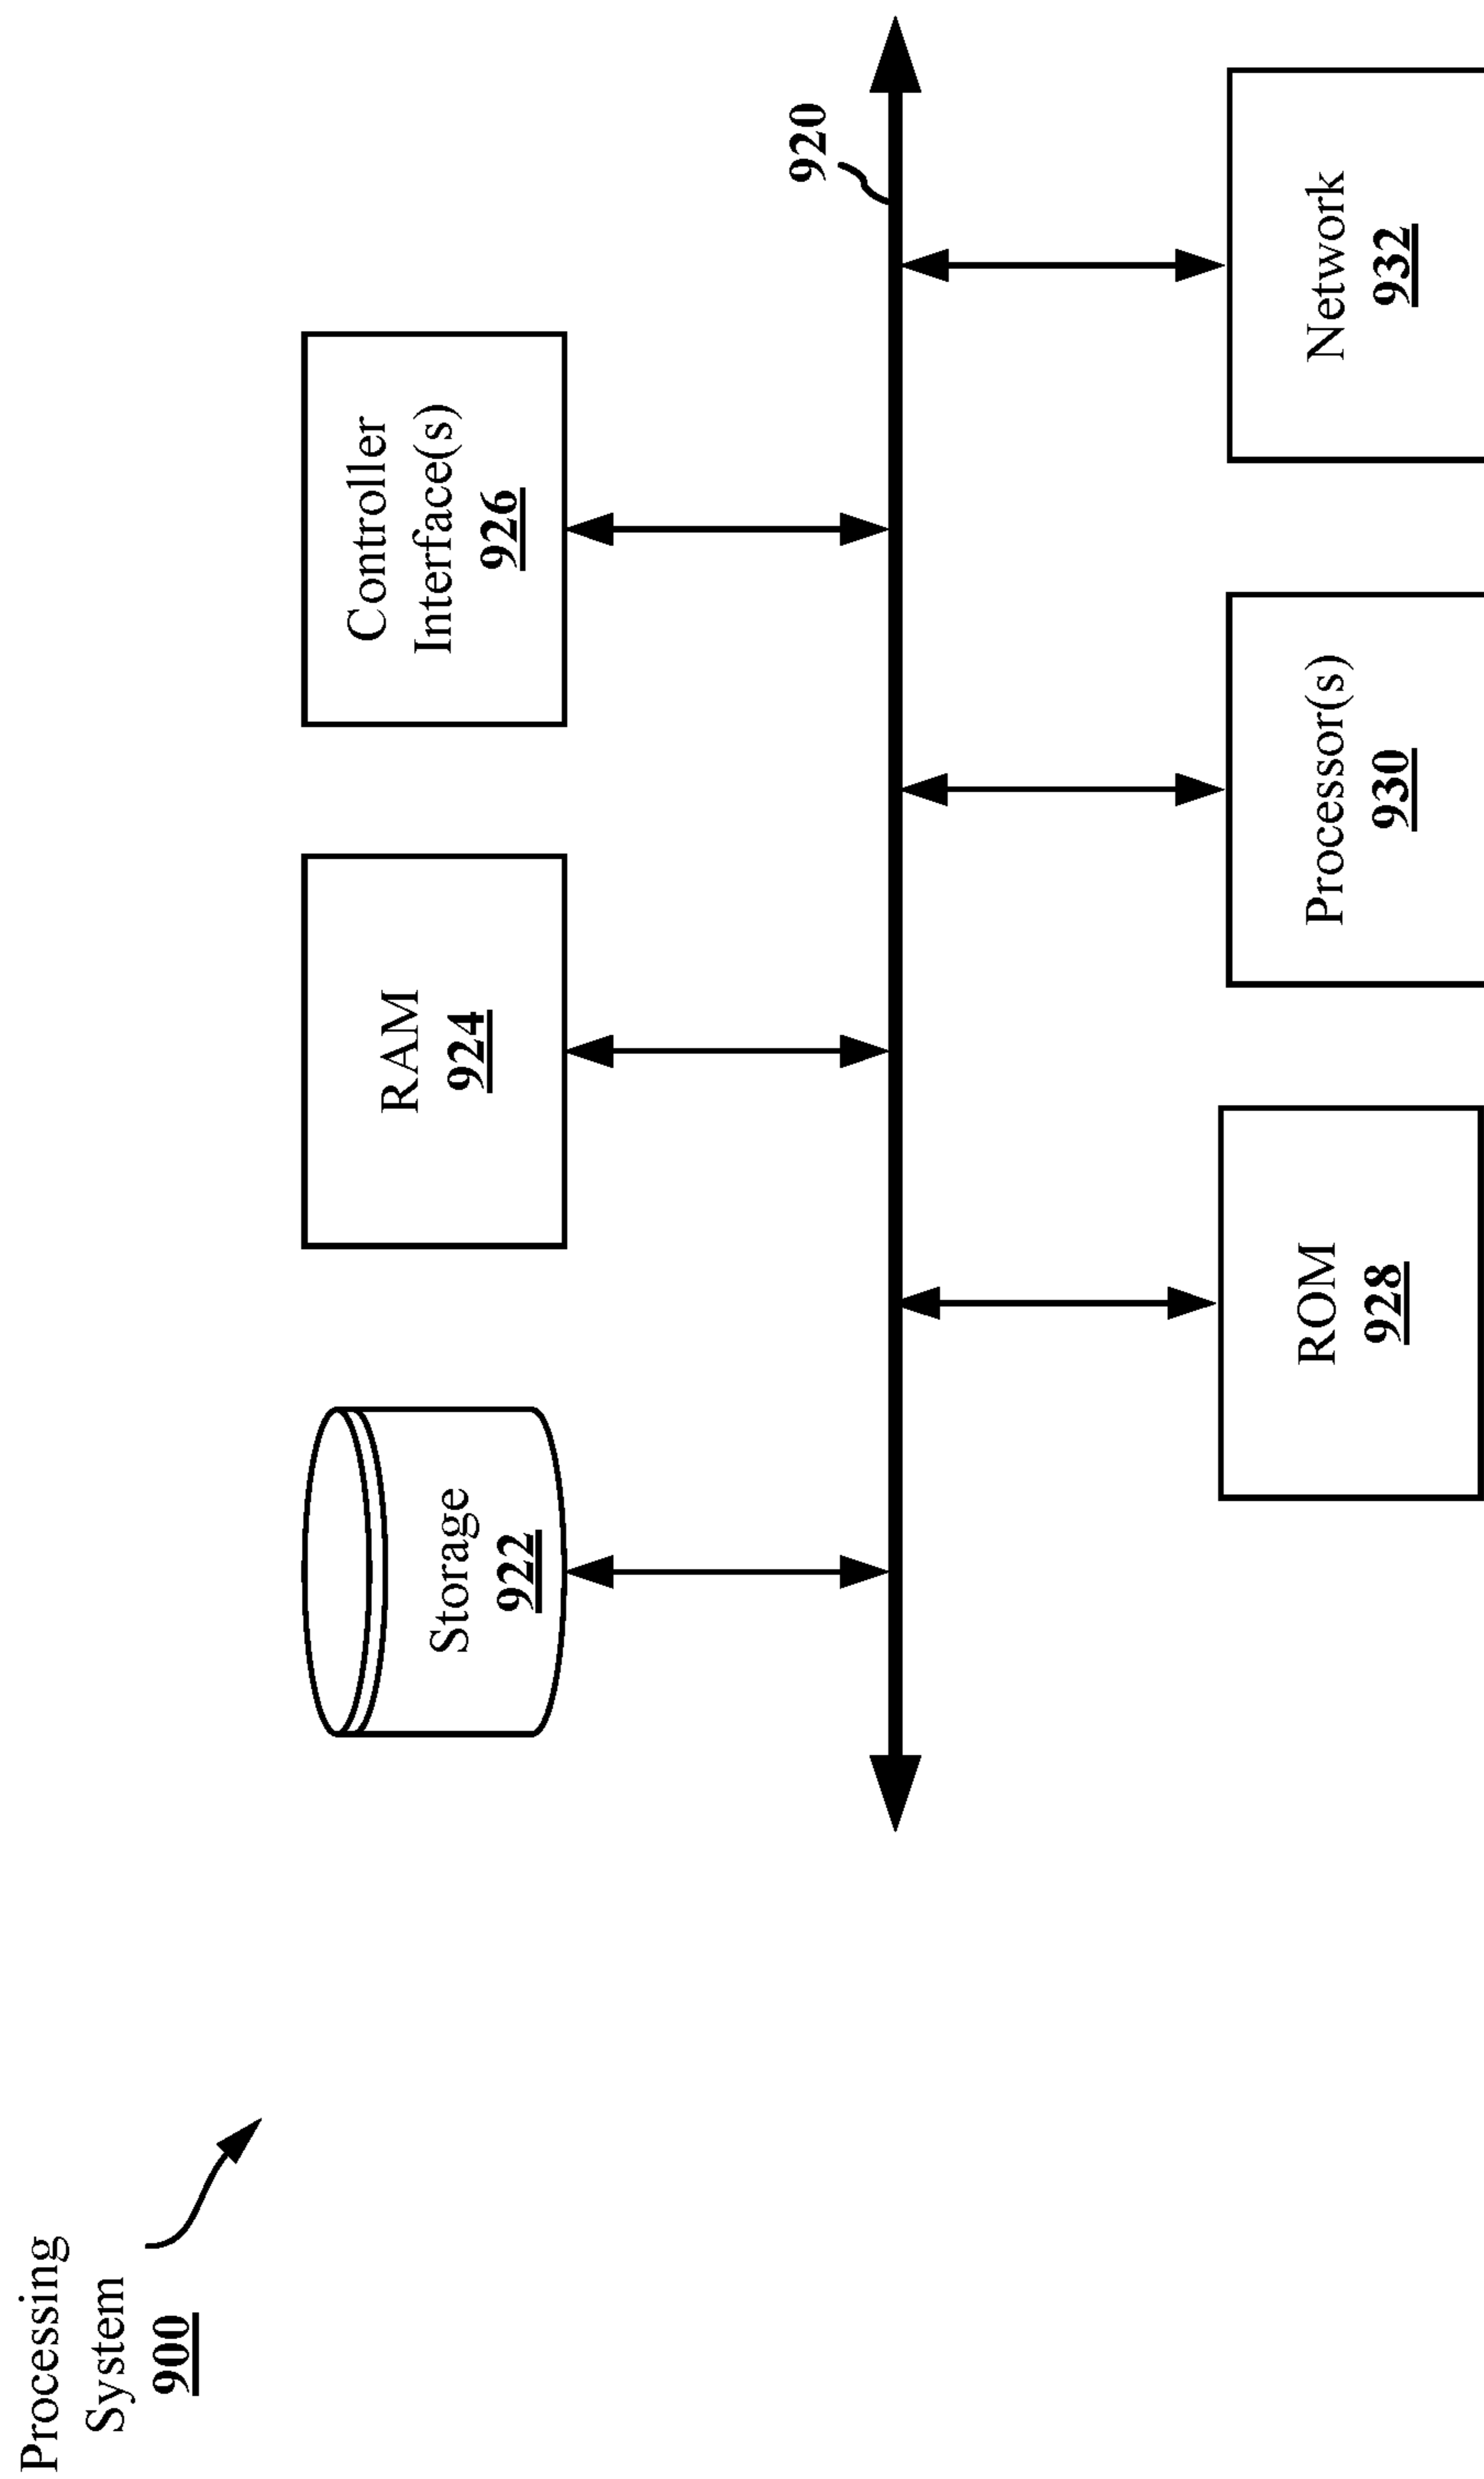 Processing
System
900
Storage
922
RAM
924
Controller
Interface(s)
926
920
ROM
928
Processor(s)
930
Network
932